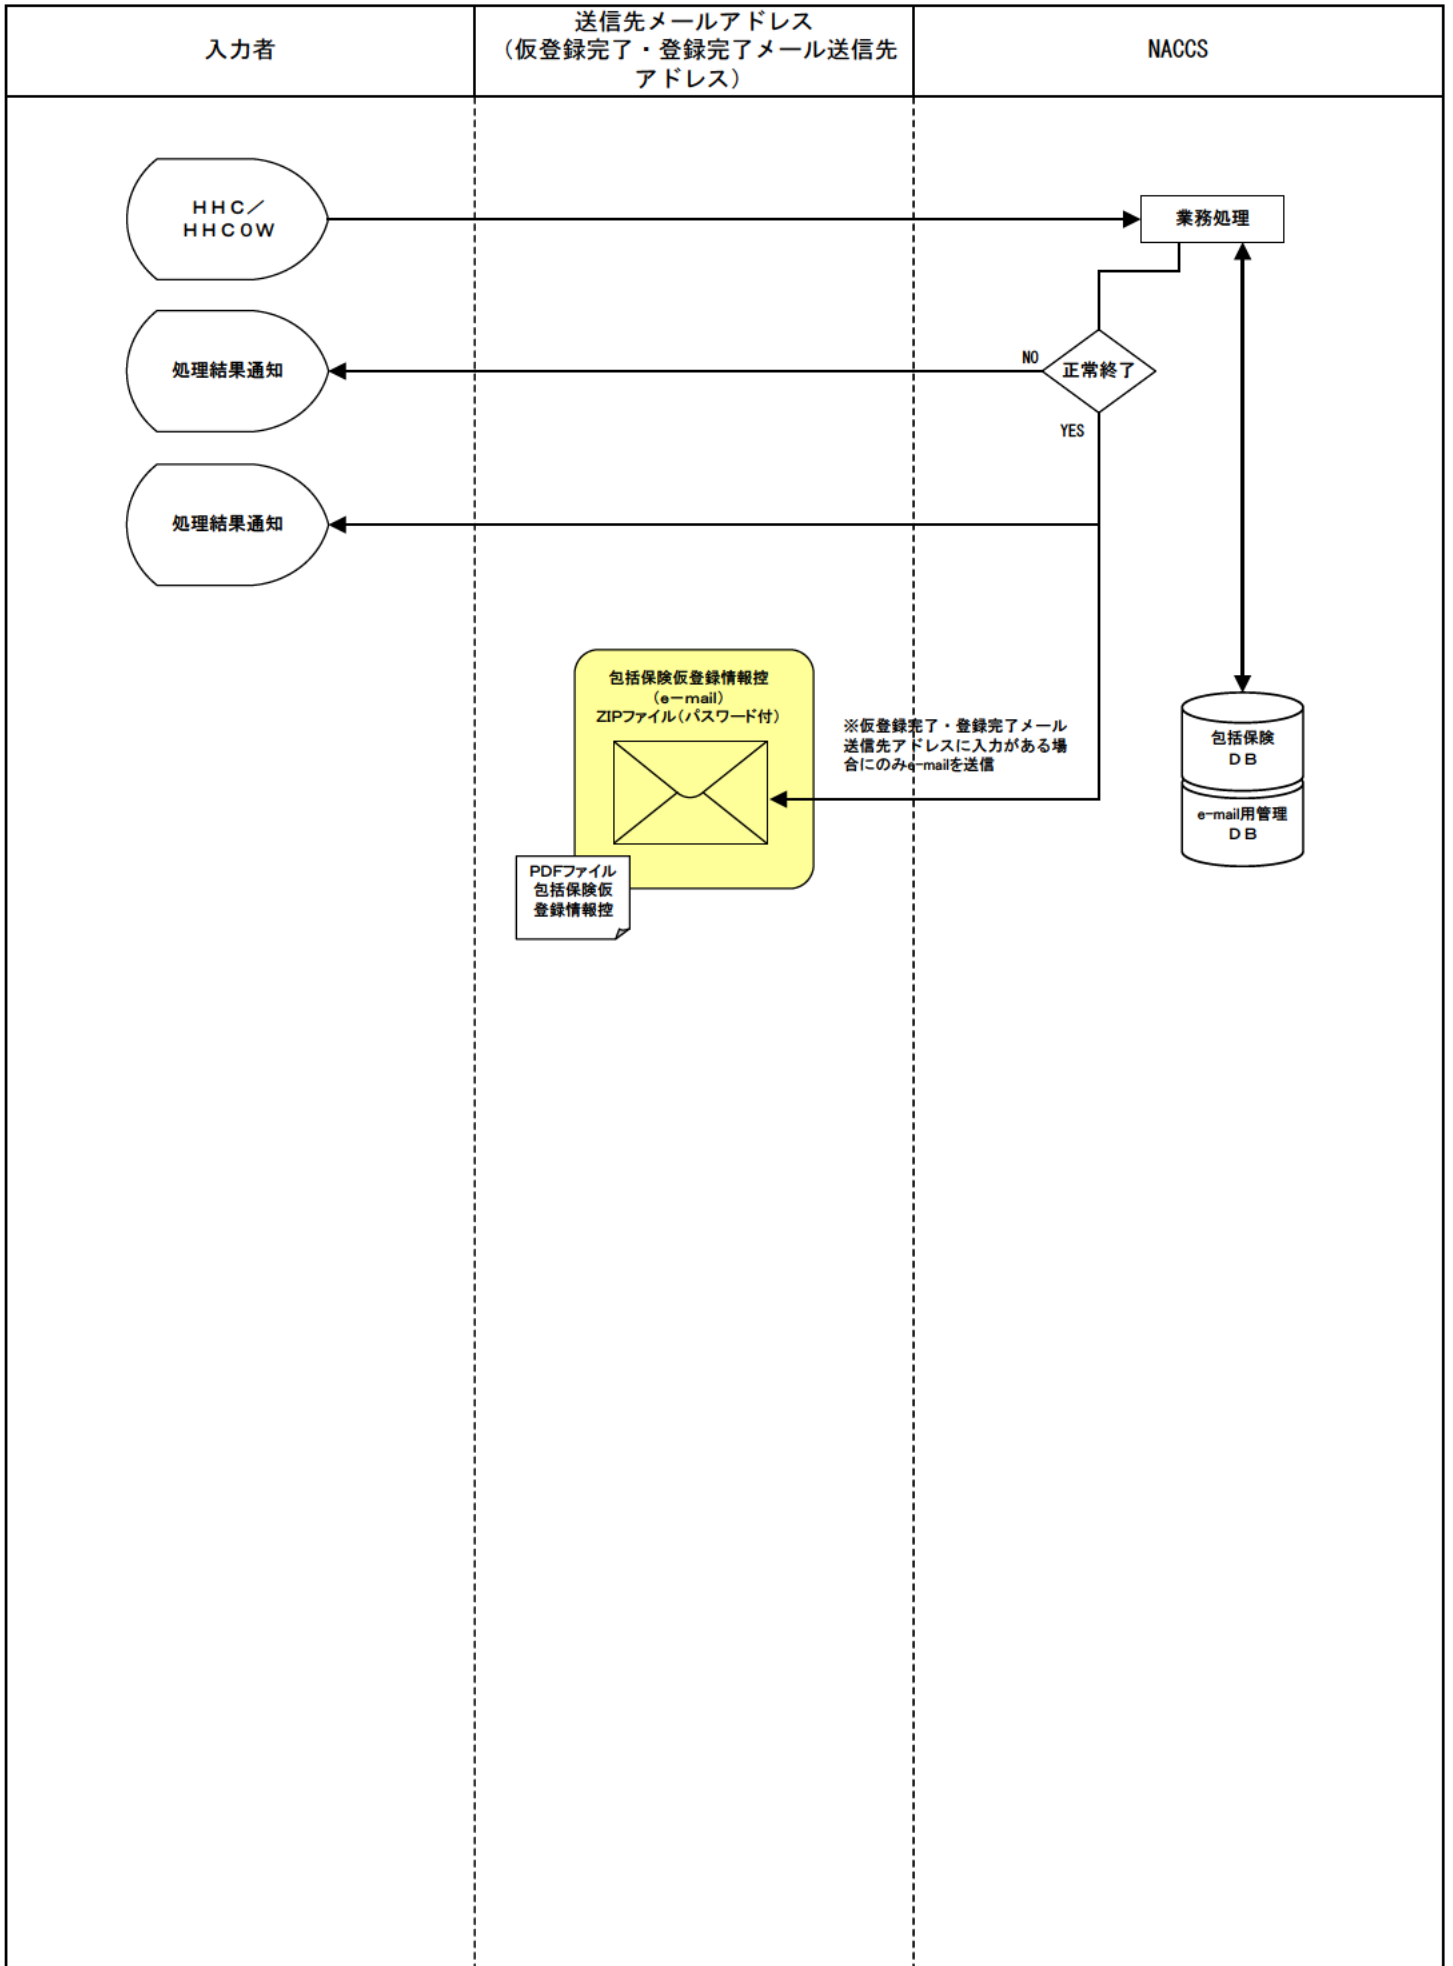 入力者
送信先メールアドレス
（仮登録完了・登録完了メール送信先
アドレス）
NACCS
ＨＨＣ／
ＨＨＣ０Ｗ
業務処理
処理結果通知
NO
正常終了
YES
処理結果通知
包括保険仮登録情報控
（e－mail）
ZIPファイル（パスワード付）
※仮登録完了・登録完了メール
送信先アドレスに入力がある場
合にのみe-mailを送信
包括保険
ＤＢ
e-mail用管理
ＤＢ
PDFファイル
包括保険仮
登録情報控